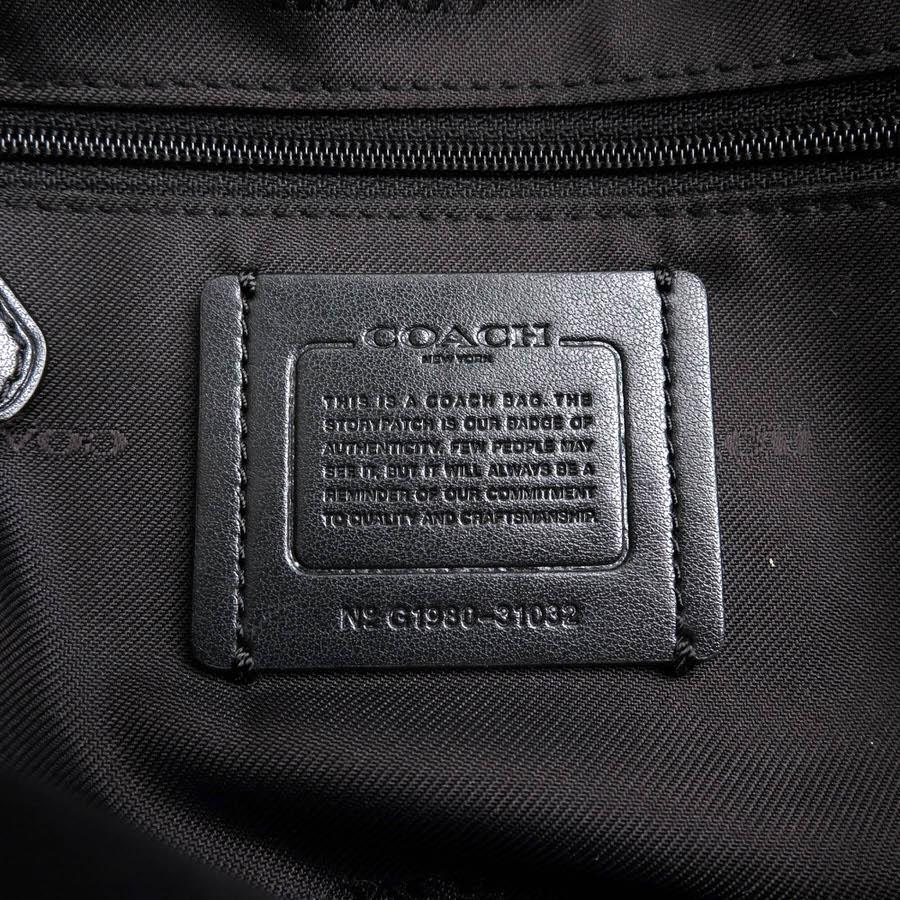 COACH
NEW YORK
THIS IS A COACH BAG. THE
STORYPATCH IS OUR BADGE OF
AUTHENTICITY. FEW PEOPLE MAY
SEE IT, BUT IT WILL ALWAYS BE A
REMINDER OF OUR COMMITMENT
TO QUALITY AND CRAFTSMANSHIP.
Nº G1980-31032